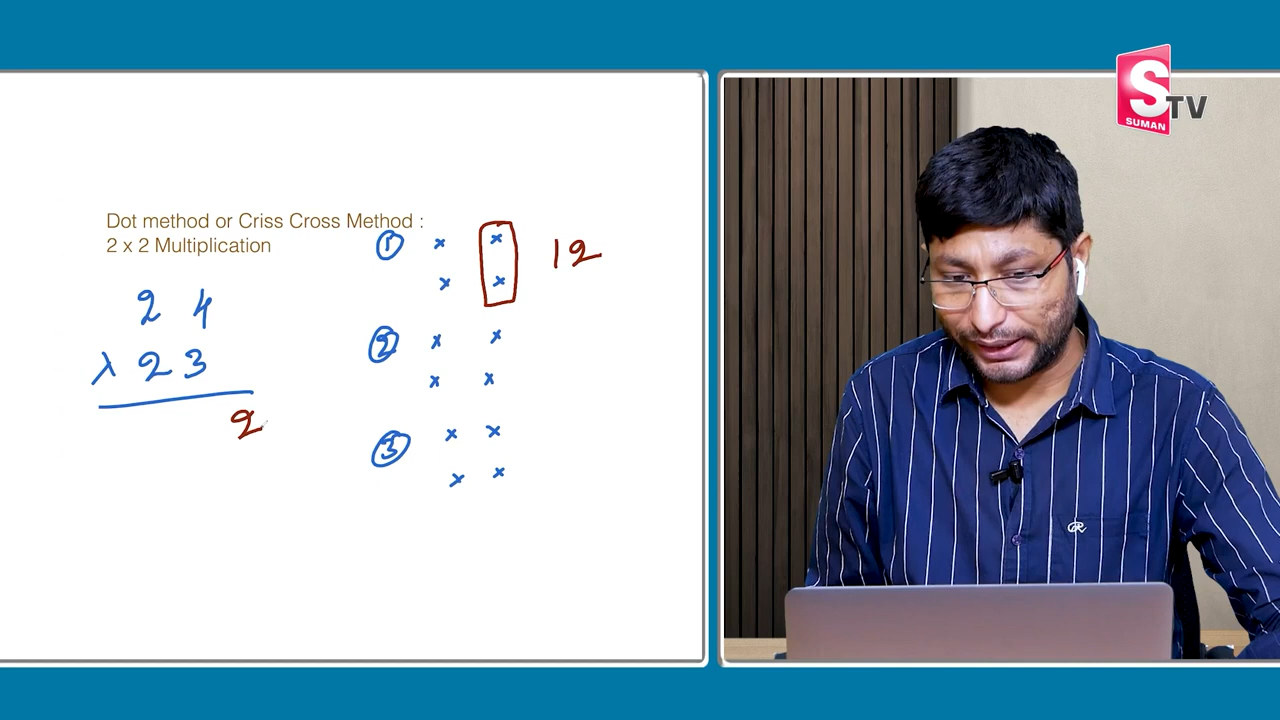 Dot method or Criss Cross Method :
2 x 2 Multiplication
2 4
x 2 3
2
① x x 12
x x
② x x
x x
③ x x
x x
S TV
SUMAN
R